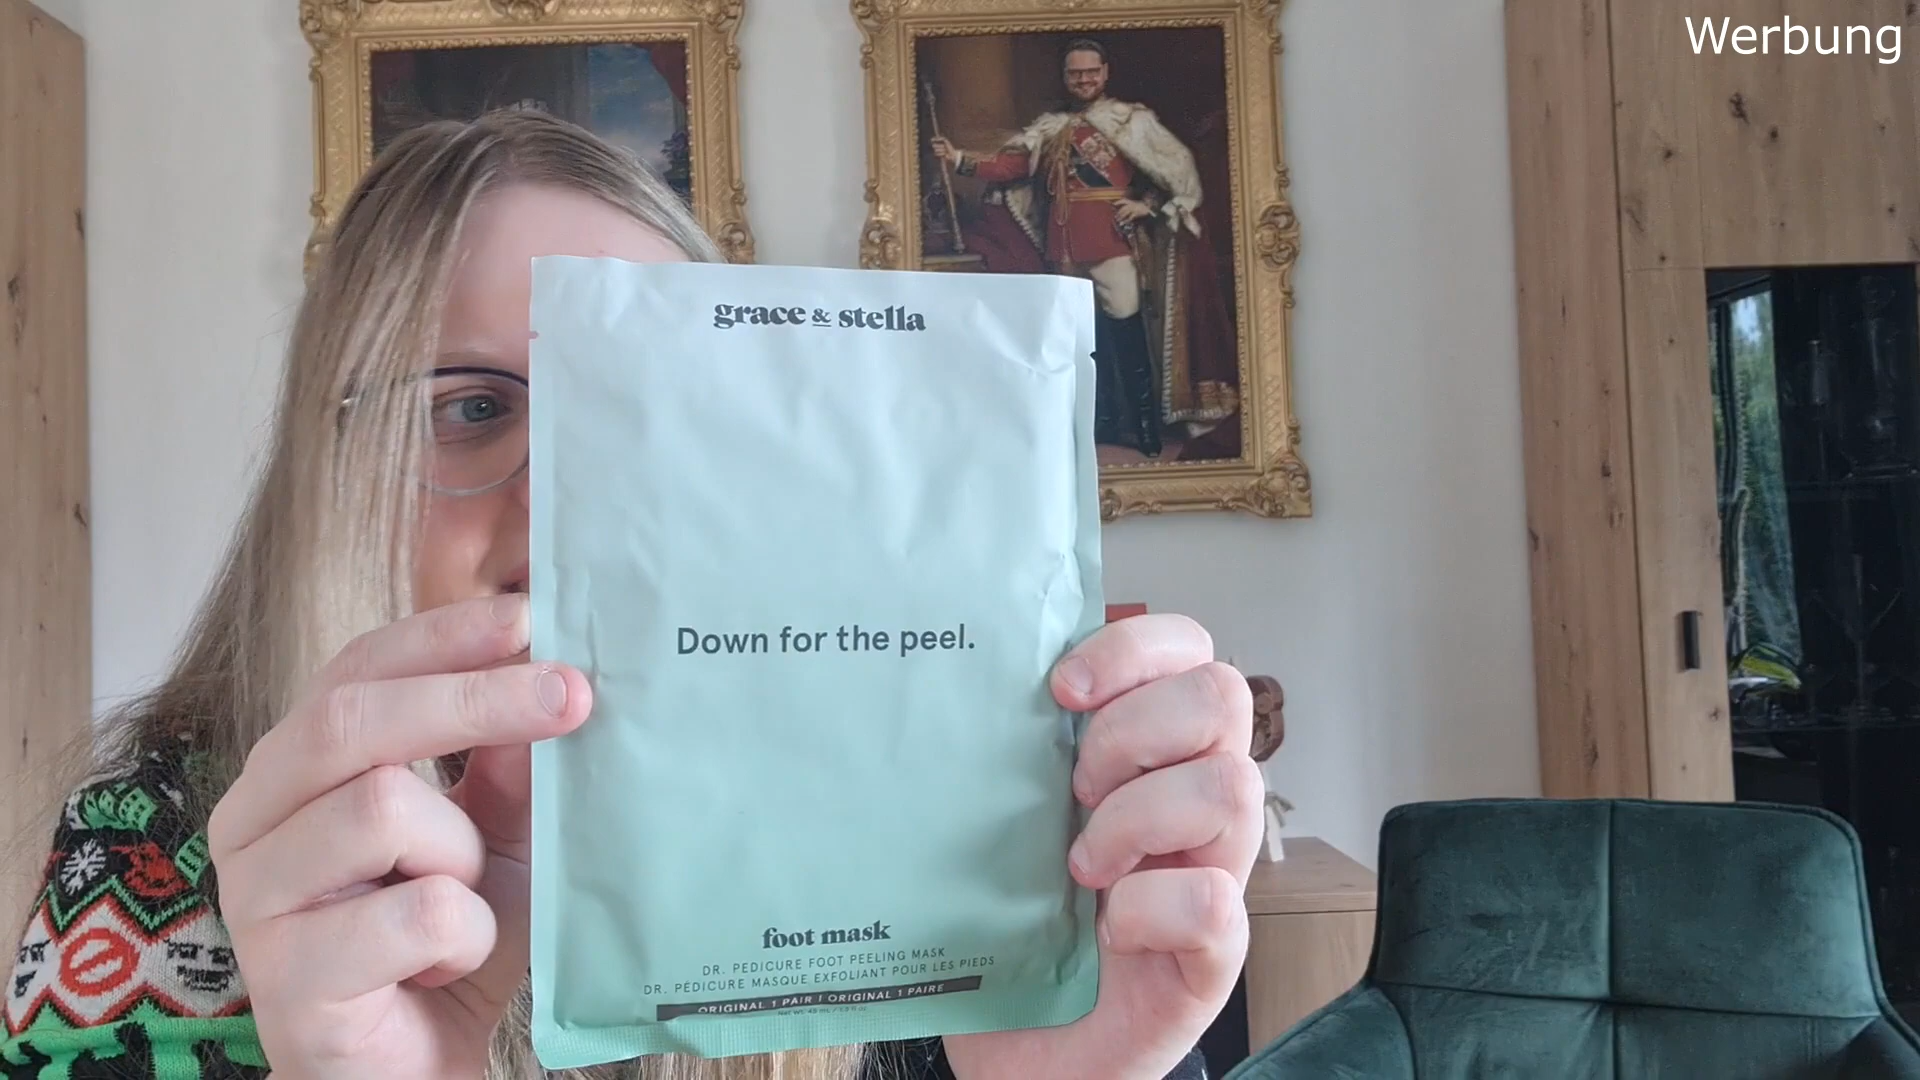 Werbung
grace & stella
Down for the peel.
foot mask
DR. PEDICURE FOOT PEELING MASK
DR. PÉDICURE MASQUE EXFOLIANT POUR LES PIEDS
ORIGINAL 1 PAIR / ORIGINAL 1 PAIRE